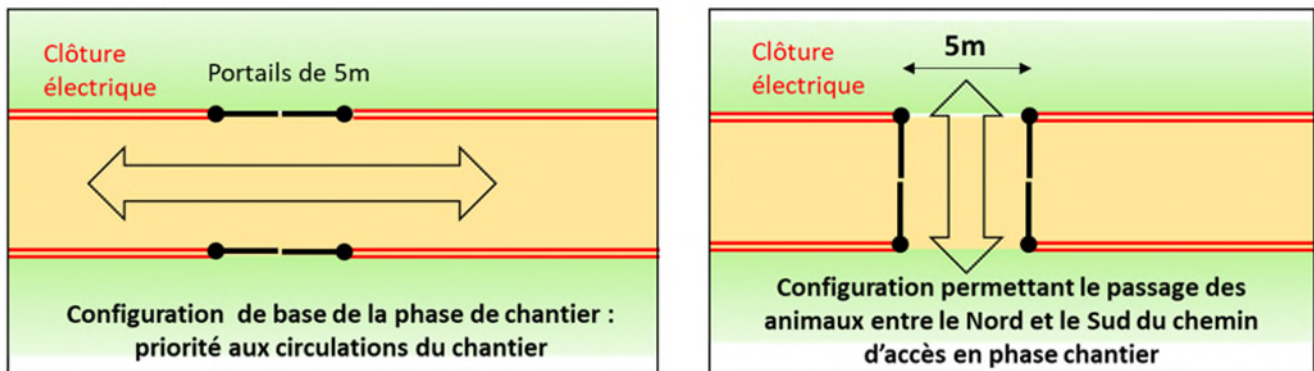 Clôture
électrique
Portails de 5m
Configuration de base de la phase de chantier :
priorité aux circulations du chantier
5m
Clôture
électrique
Configuration permettant le passage des
animaux entre le Nord et le Sud du chemin
d'accès en phase chantier